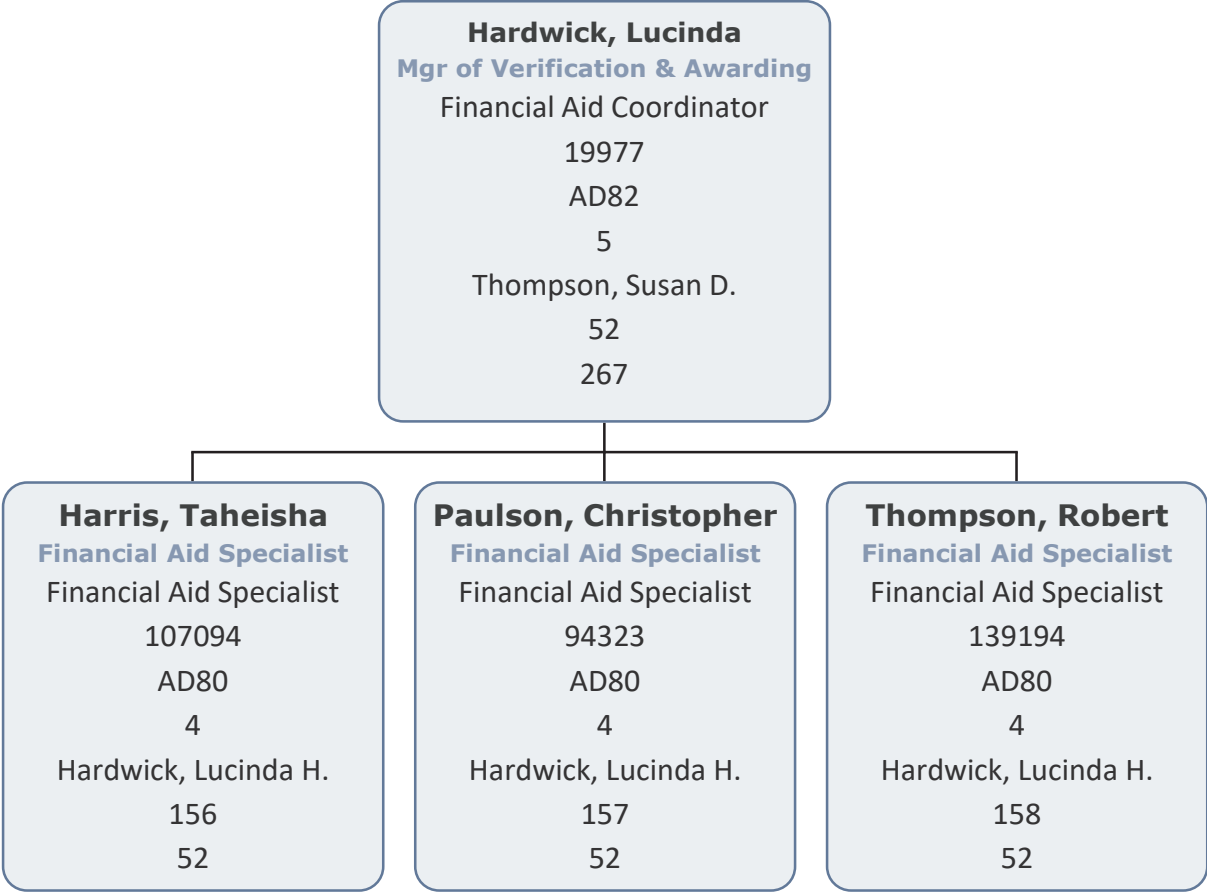 Hardwick, Lucinda
Mgr of Verification & Awarding
Financial Aid Coordinator
19977
AD82
5
Thompson, Susan D.
52
267
Harris, Taheisha
Financial Aid Specialist
Financial Aid Specialist
107094
AD80
4
Hardwick, Lucinda H.
156
52
Paulson, Christopher
Financial Aid Specialist
Financial Aid Specialist
94323
AD80
4
Hardwick, Lucinda H.
157
52
Thompson, Robert
Financial Aid Specialist
Financial Aid Specialist
139194
AD80
4
Hardwick, Lucinda H.
158
52